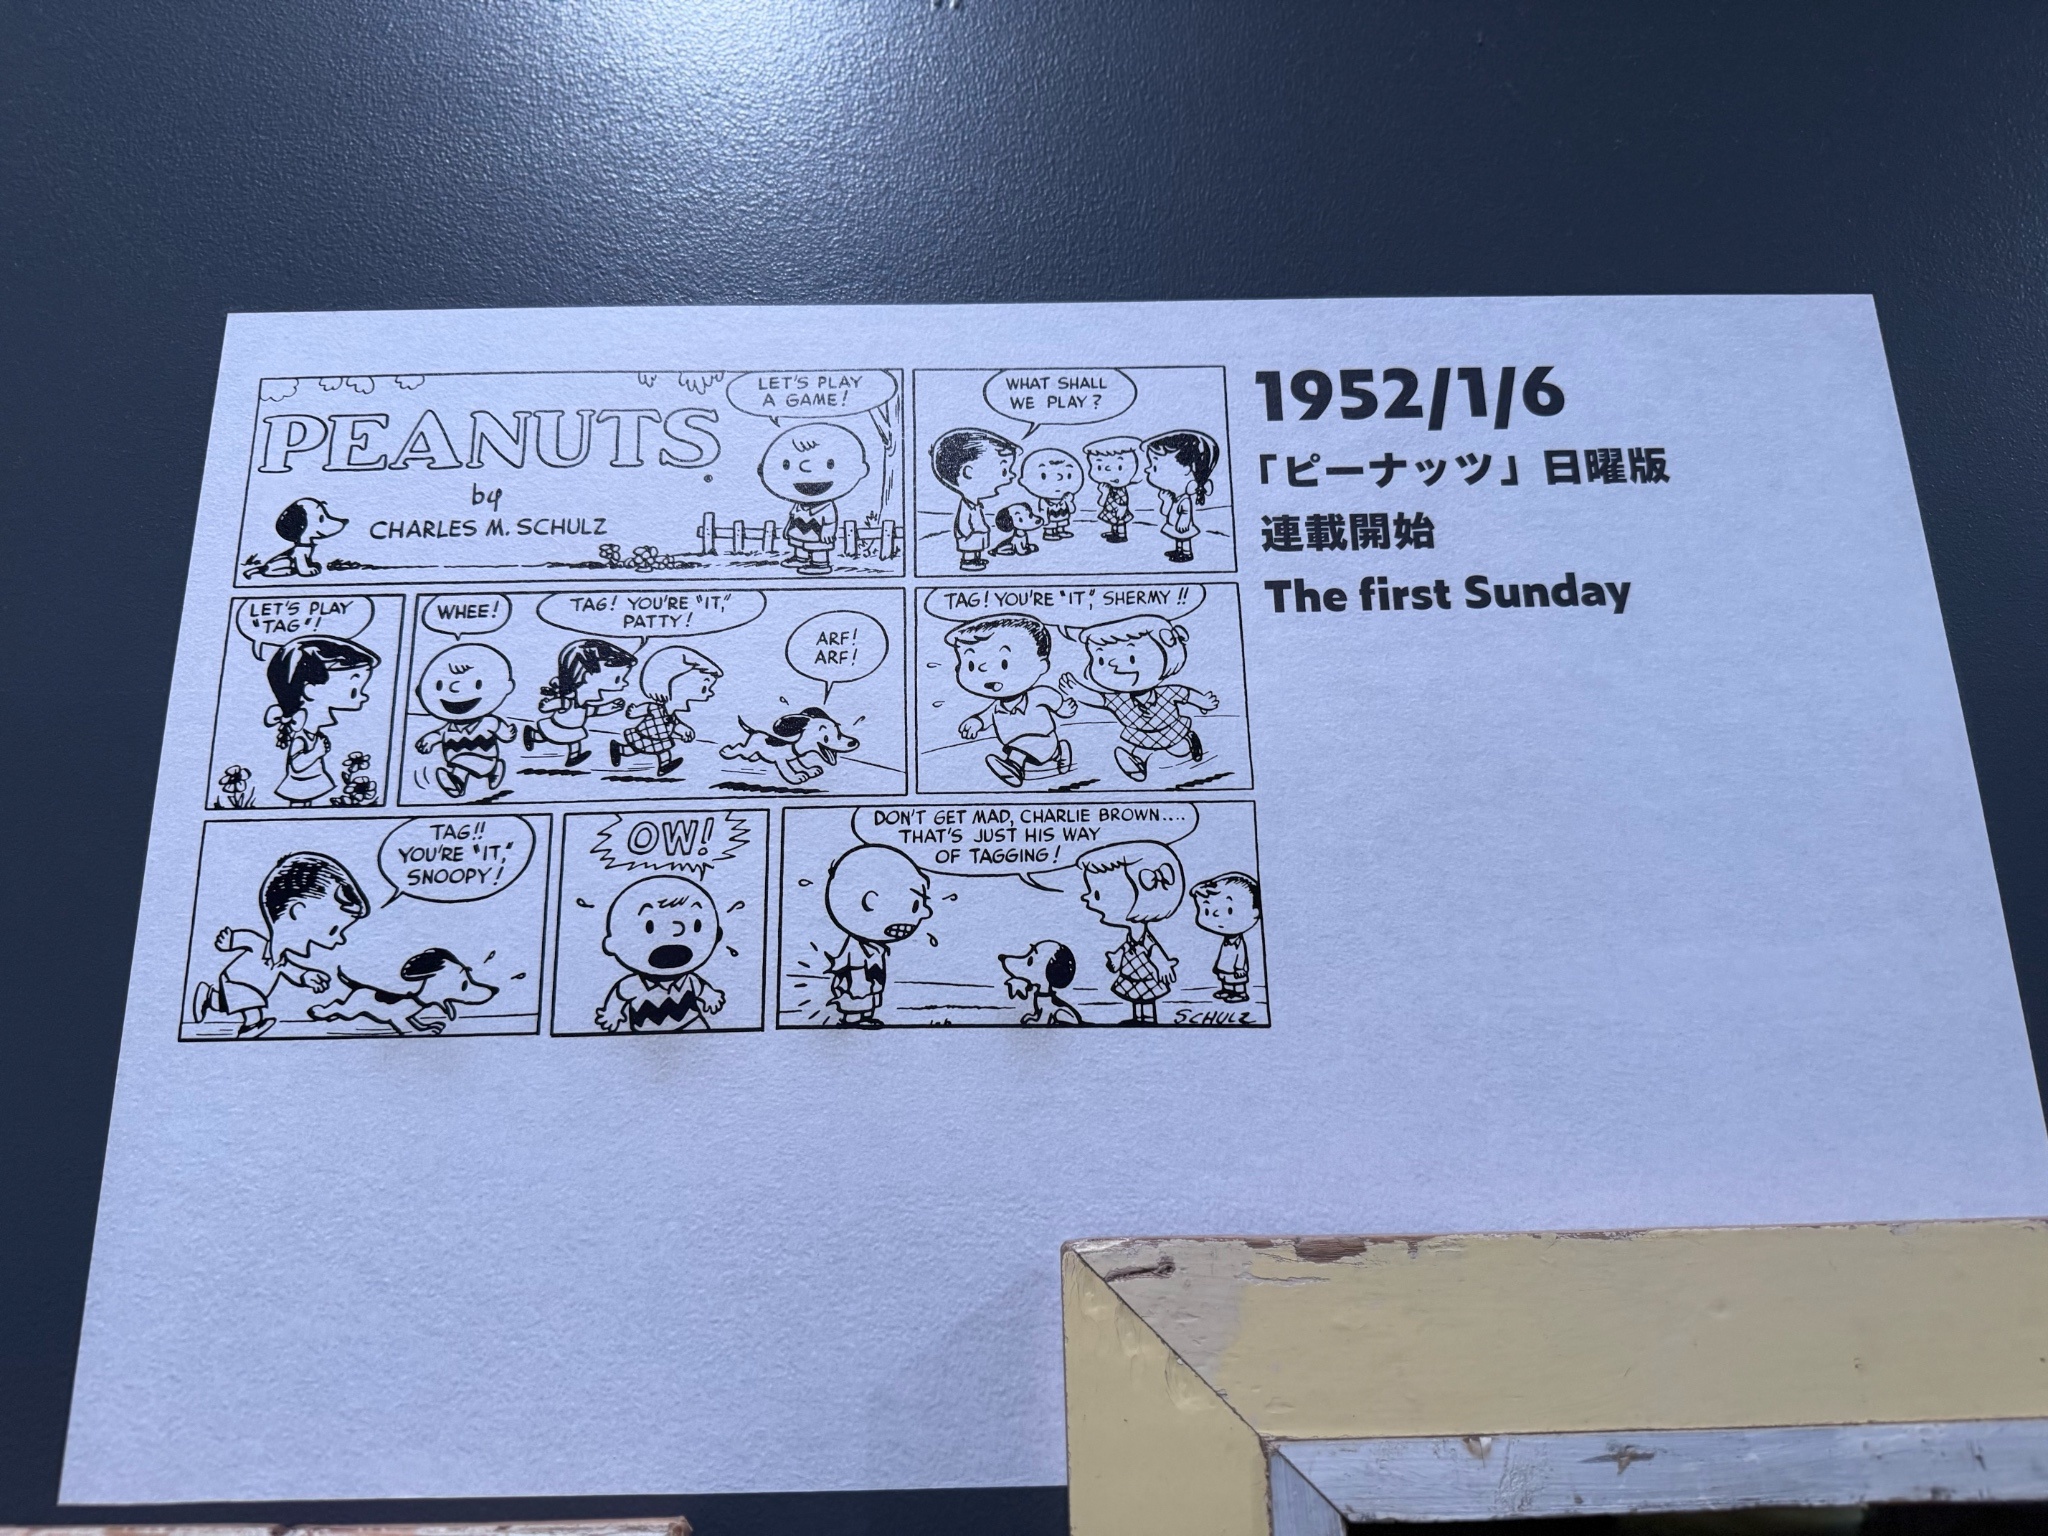 PEANUTS
by
CHARLES M. SCHULZ
LET'S PLAY
A GAME!
WHAT SHALL
WE PLAY?
LET'S PLAY
"TAG"!
WHEE!
TAG! YOU'RE "IT,"
PATTY!
ARF!
ARF!
TAG! YOU'RE "IT," SHERMY!!
TAG!!
YOU'RE "IT,"
SNOOPY!
OW!
DON'T GET MAD, CHARLIE BROWN....
THAT'S JUST HIS WAY
OF TAGGING!
SCHULZ
1952/1/6
「ピーナッツ」日曜版
連載開始
The first Sunday